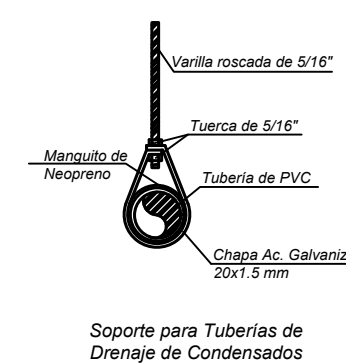 Varilla roscada de 5/16"
Tuerca de 5/16"
Manguito de
Neopreno
Tubería de PVC
Chapa Ac. Galvaniz
20x1.5 mm
Soporte para Tuberías de
Drenaje de Condensados